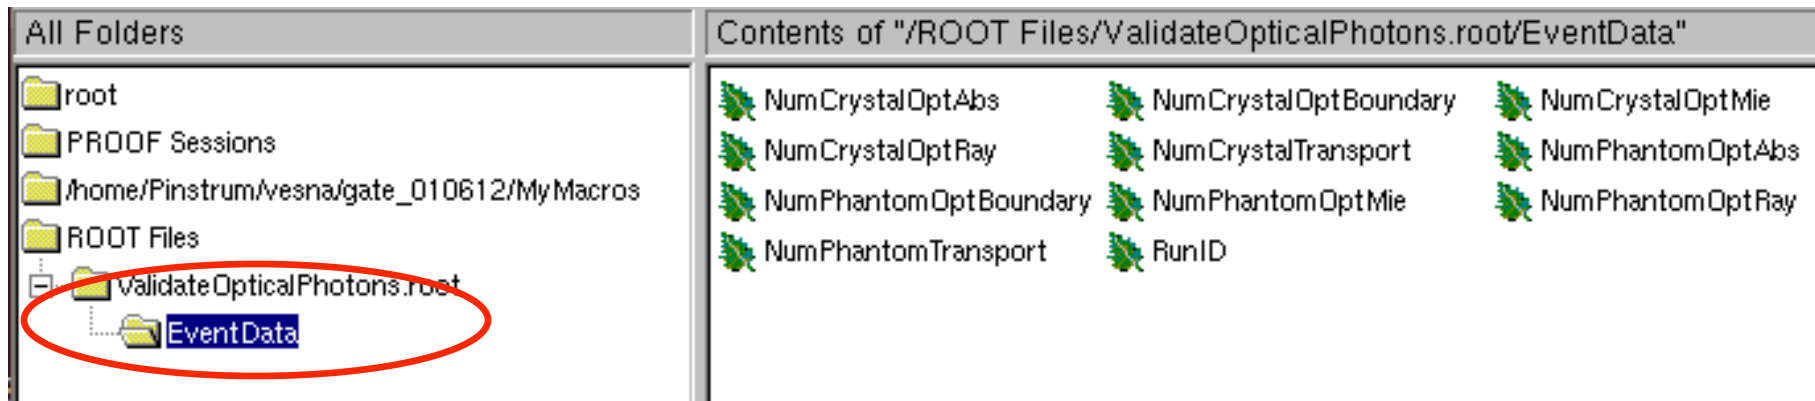 All Folders
Contents of "/ROOT Files/ValidateOpticalPhotons.root/EventData"
root
PROOF Sessions
/home/Pinstrum/vesna/gate_010612/MyMacros
ROOT Files
ValidateOpticalPhotons.root
EventData
NumCrystalOptAbs NumCrystalOptBoundary NumCrystalOptMie
NumCrystalOptRay NumCrystalTransport NumPhantomOptAbs
NumPhantomOptBoundary NumPhantomOptMie NumPhantomOptRay
NumPhantomTransport RunID